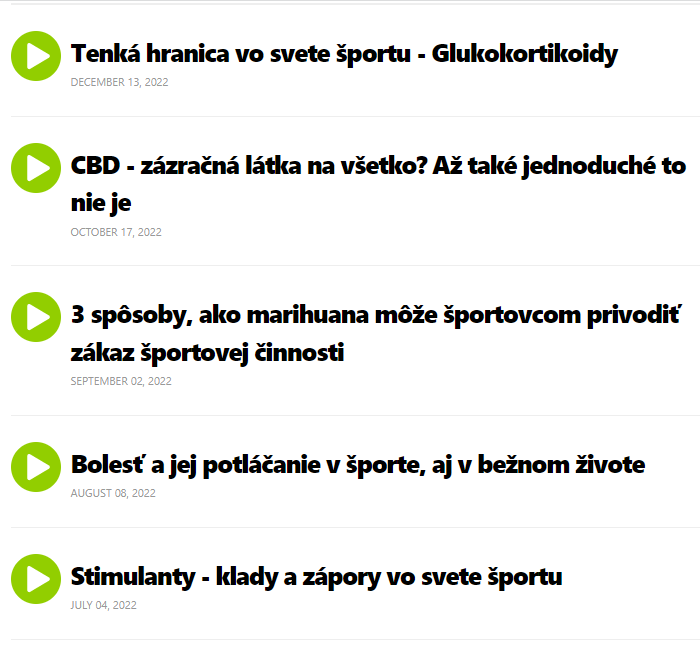 Tenká hranica vo svete športu - Glukokortikoidy
DECEMBER 13, 2022
CBD - zázračná látka na všetko? Až také jednoduché to
nie je
OCTOBER 17, 2022
3 spôsoby, ako marihuana môže športovcom privodiť
zákaz športovej činnosti
SEPTEMBER 02, 2022
Bolesť a jej potláčanie v športe, aj v bežnom živote
AUGUST 08, 2022
Stimulanty - klady a zápory vo svete športu
JULY 04, 2022